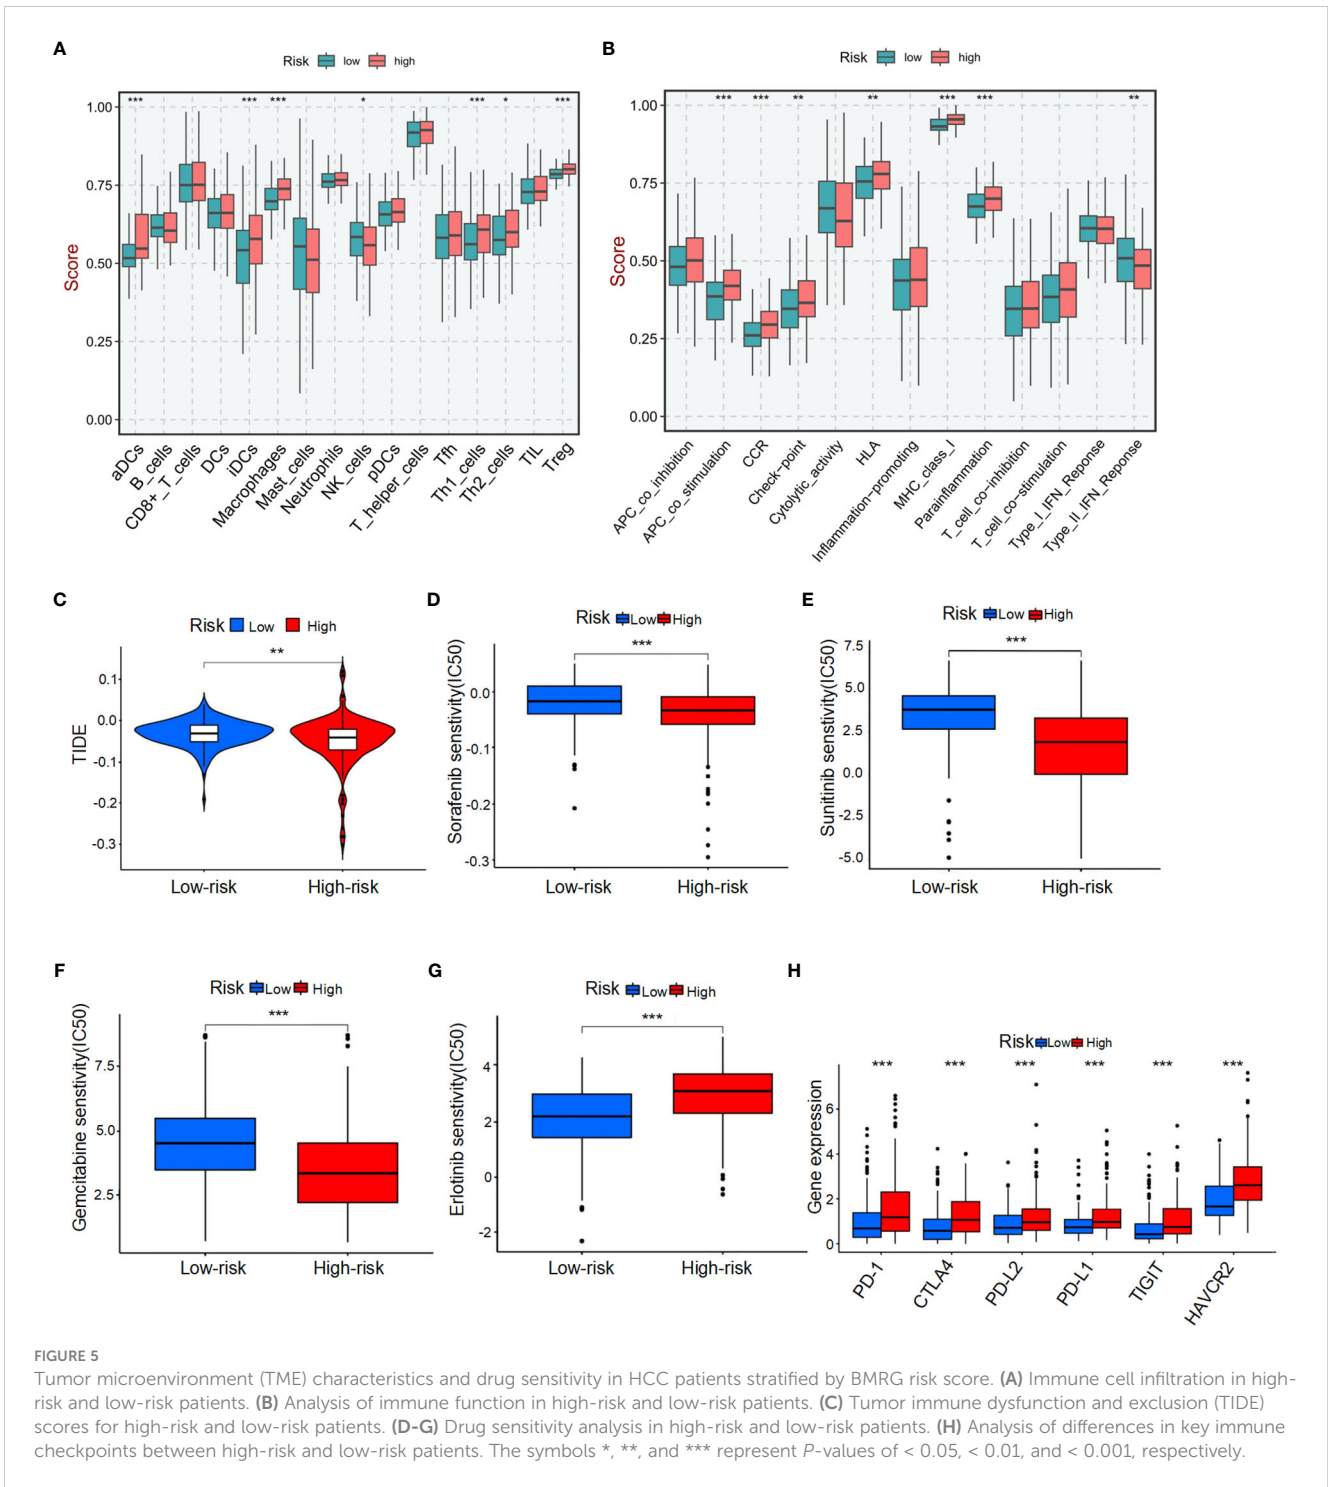 A
Risk low high
*** *** *** * *** * ***
1.00
0.75
0.50
0.25
0.00
Score
aDCs
B_cells
CD8+_T_cells
DCs
iDCs
Macrophages
Mast_cells
Neutrophils
NK_cells
pDCs
T_helper_cells
Tfh
Th1_cells
Th2_cells
TIL
Treg
B
Risk low high
*** *** ** ** *** *** **
1.00
0.75
0.50
0.25
0.00
Score
APC_co_inhibition
APC_co_stimulation
CCR
Check-point
Cytolytic_activity
HLA
Inflammation-promoting
MHC_class_I
Parainflammation
T_cell_co-inhibition
T_cell_co-stimulation
Type_I_IFN_Reponse
Type_II_IFN_Reponse
C
Risk Low High
**
0.1
-0.0
-0.1
-0.2
-0.3
TIDE
Low-risk High-risk
D
Risk Low High
***
0.0
-0.1
-0.2
-0.3
Sorafenib senstivity(IC50)
Low-risk High-risk
E
Risk Low High
***
7.5
5.0
2.5
0.0
-2.5
-5.0
Sunitinib senstivity(IC50)
Low-risk High-risk
F
Risk Low High
***
7.5
5.0
2.5
Gemcitabine senstivity(IC50)
Low-risk High-risk
G
Risk Low High
***
4
2
0
-2
Erlotinib senstivity(IC50)
Low-risk High-risk
H
Risk Low High
*** *** *** *** *** ***
6
4
2
0
Gene expression
PD-1
CTLA4
PD-L2
PD-L1
TIGIT
HAVCR2
FIGURE 5
Tumor microenvironment (TME) characteristics and drug sensitivity in HCC patients stratified by BMRG risk score. (A) Immune cell infiltration in high-
risk and low-risk patients. (B) Analysis of immune function in high-risk and low-risk patients. (C) Tumor immune dysfunction and exclusion (TIDE)
scores for high-risk and low-risk patients. (D-G) Drug sensitivity analysis in high-risk and low-risk patients. (H) Analysis of differences in key immune
checkpoints between high-risk and low-risk patients. The symbols *, **, and *** represent P-values of < 0.05, < 0.01, and < 0.001, respectively.